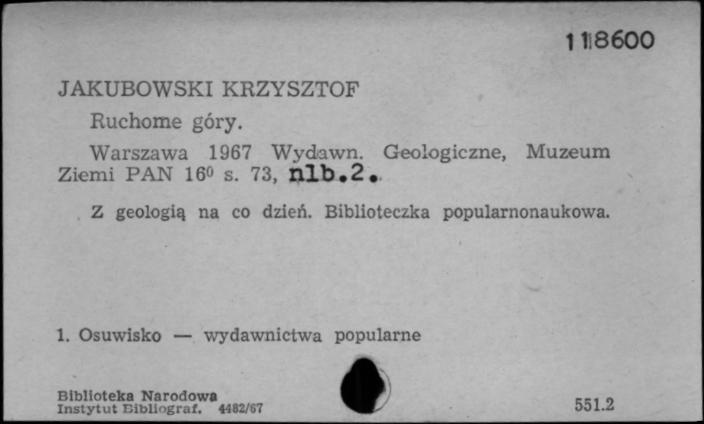 118600
JAKUBOWSKI KRZYSZTOF
Ruchome góry.
Warszawa 1967 Wydawn. Geologiczne, Muzeum
Ziemi PAN 16⁰ s. 73, nlb.2.
Z geologią na co dzień. Biblioteczka popularnonaukowa.
1. Osuwisko — wydawnictwa popularne
Biblioteka Narodowa
Instytut Bibliograf. 4482/67
551.2